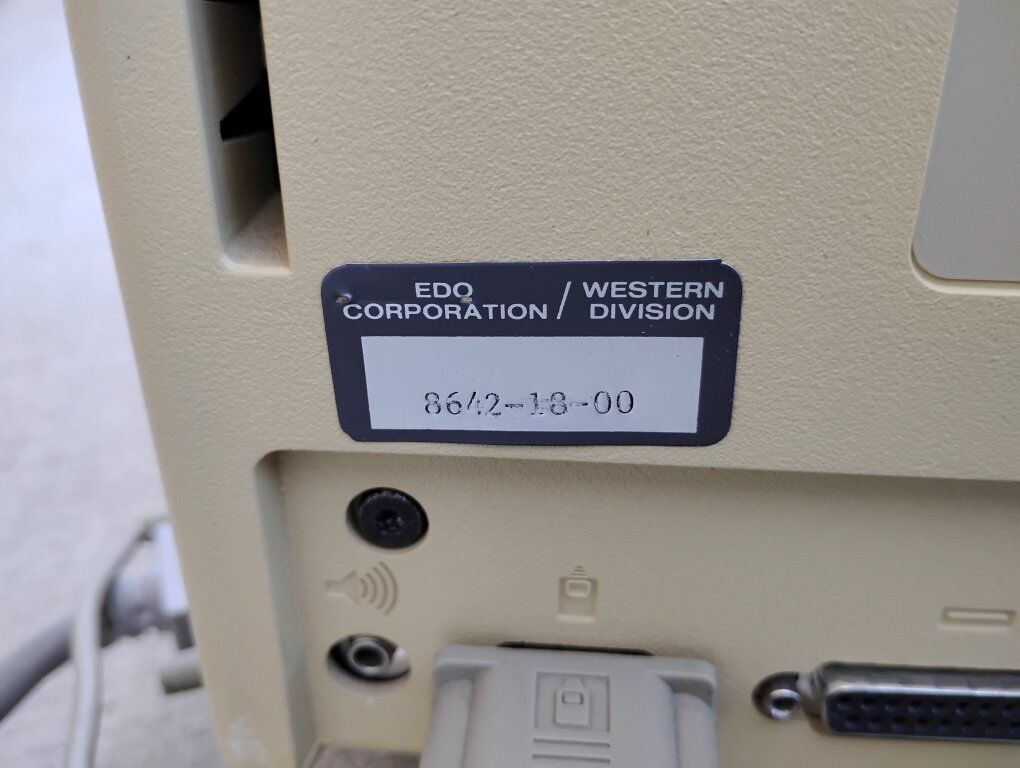 EDO CORPORATION / WESTERN DIVISION
8642-18-00